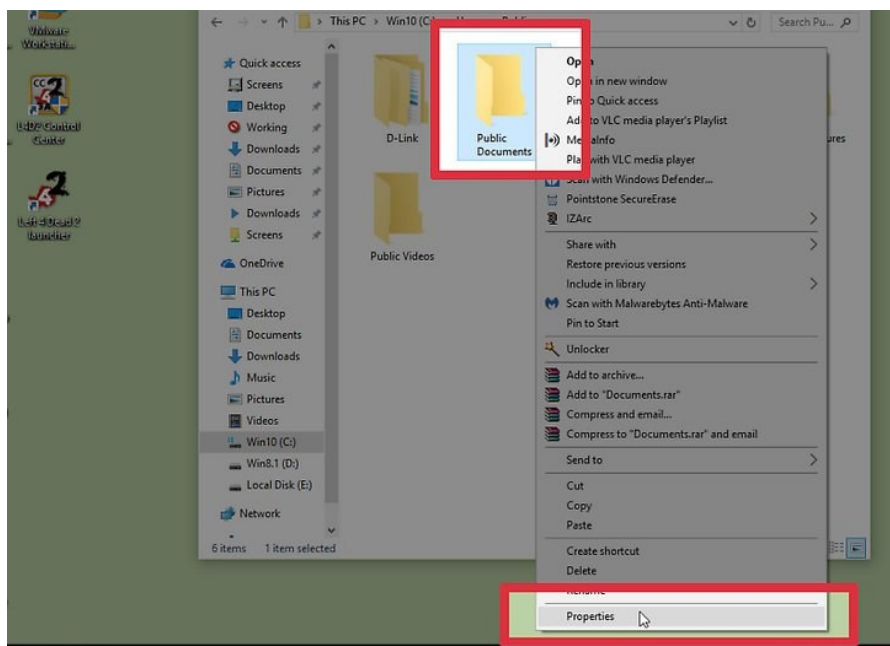 VMware
Workstati...
L4D2 Control
Center
Left 4 Dead 2
launcher
This PC > Win10 (C:)
Search Pu...
Quick access
Screens
Desktop
Working
Downloads
Documents
Pictures
Downloads
Screens
OneDrive
This PC
Desktop
Documents
Downloads
Music
Pictures
Videos
Win10 (C:)
Win8.1 (D:)
Local Disk (E:)
Network
6 items 1 item selected
D-Link
Public
Documents
Public Videos
Open in new window
Pin to Quick access
Add to VLC media player's Playlist
MediaInfo
Play with VLC media player
Scan with Windows Defender...
Pointstone SecureErase
IZArc
Share with
Restore previous versions
Include in library
Scan with Malwarebytes Anti-Malware
Pin to Start
Unlocker
Add to archive...
Add to "Documents.rar"
Compress and email...
Compress to "Documents.rar" and email
Send to
Cut
Copy
Paste
Create shortcut
Delete
Rename
Properties